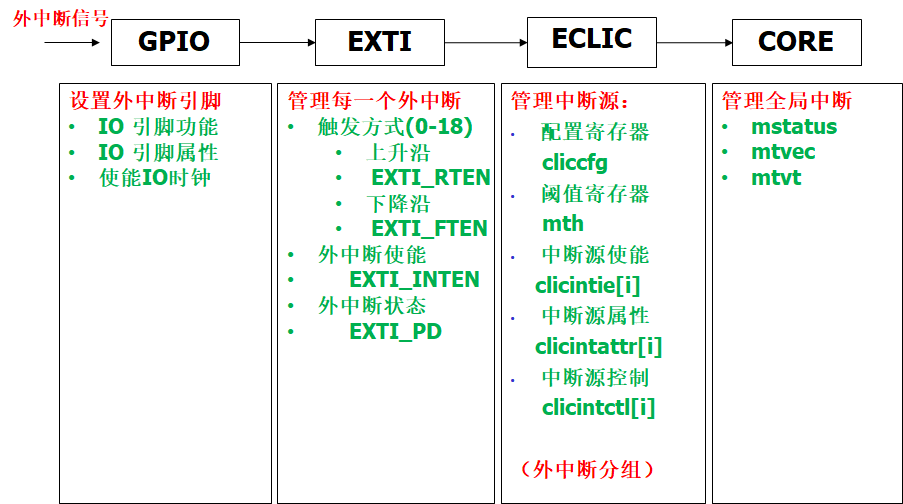 外中断信号
GPIO
EXTI
ECLIC
CORE
设置外中断引脚
• IO 引脚功能
• IO 引脚属性
• 使能IO时钟
管理每一个外中断
• 触发方式(0-18)
• 上升沿
• EXTI_RTEN
• 下降沿
• EXTI_FTEN
• 外中断使能
• EXTI_INTEN
• 外中断状态
• EXTI_PD
管理中断源：
• 配置寄存器
cliccfg
• 阈值寄存器
mth
• 中断源使能
clicintie[i]
• 中断源属性
clicintattr[i]
• 中断源控制
clicintctl[i]
（外中断分组）
管理全局中断
• mstatus
• mtvec
• mtvt